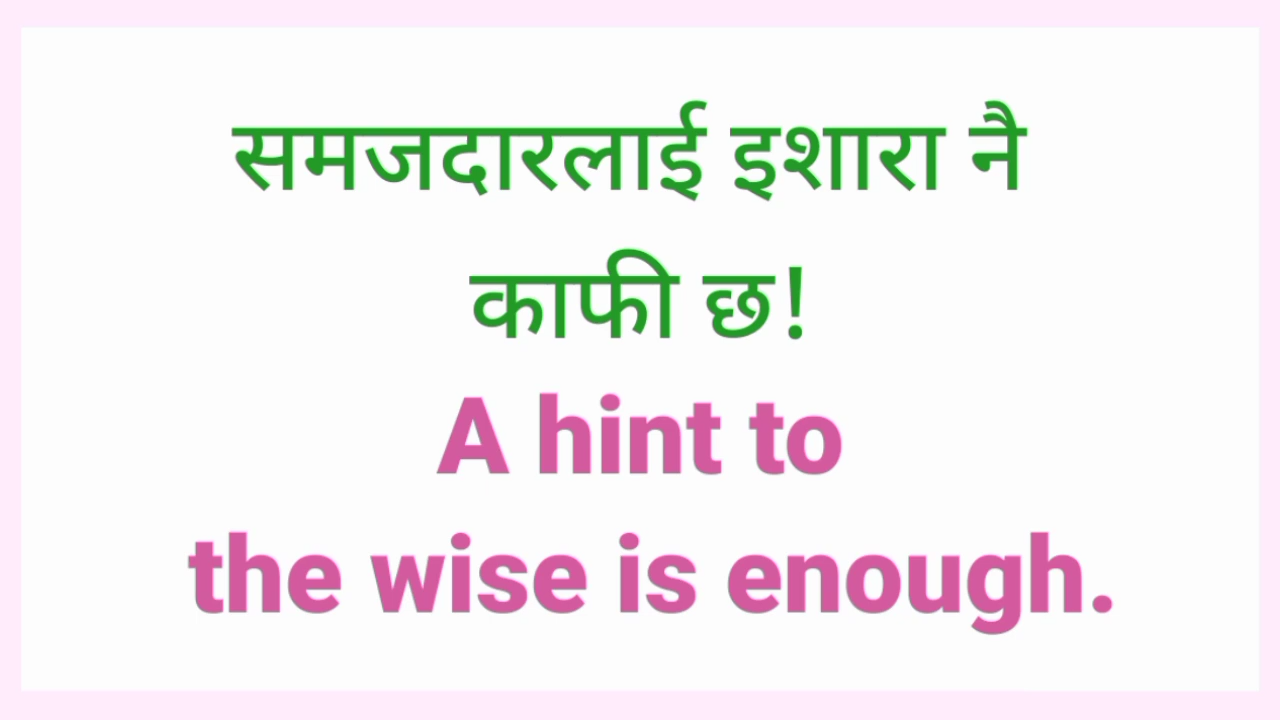 समजदारलाई इशारा नै
काफी छ!
A hint to
the wise is enough.